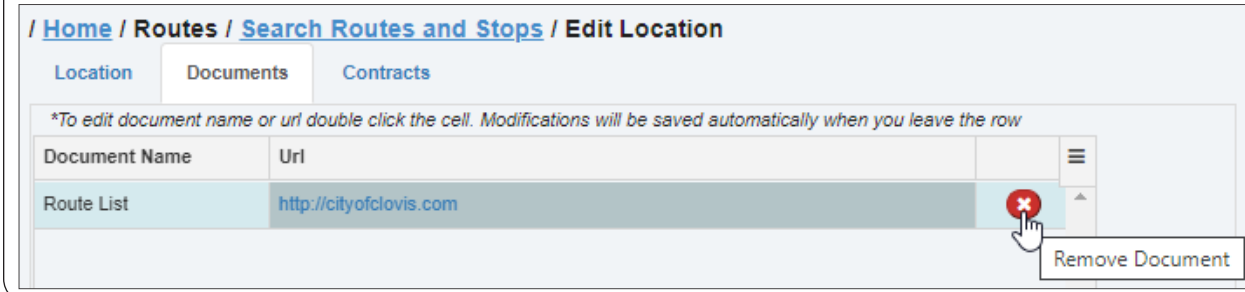 / Home / Routes / Search Routes and Stops / Edit Location
Location Documents Contracts
*To edit document name or url double click the cell. Modifications will be saved automatically when you leave the row
Document Name Url
Route List http://cityofclovis.com
Remove Document